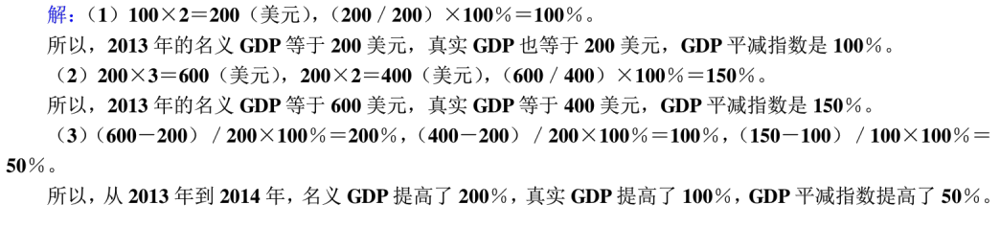 解：（1）100×2＝200（美元），（200／200）×100％＝100％。
所以，2013 年的名义 GDP 等于 200 美元，真实 GDP 也等于 200 美元，GDP 平减指数是 100％。
（2）200×3＝600（美元），200×2＝400（美元），（600／400）×100％＝150％。
所以，2013 年的名义 GDP 等于 600 美元，真实 GDP 等于 400 美元，GDP 平减指数是 150％。
（3）（600－200）／200×100％＝200％，（400－200）／200×100％＝100％，（150－100）／100×100％＝
50％。
所以，从 2013 年到 2014 年，名义 GDP 提高了 200％，真实 GDP 提高了 100％，GDP 平减指数提高了 50％。